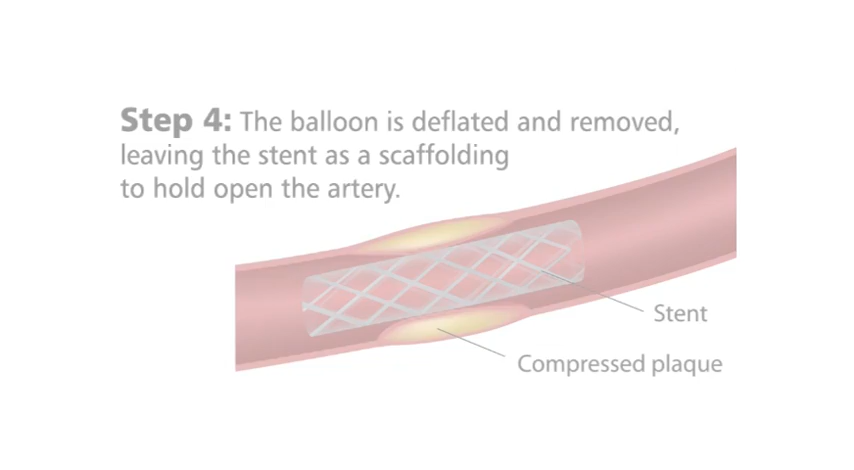 Step 4: The balloon is deflated and removed,
leaving the stent as a scaffolding
to hold open the artery.
Stent
Compressed plaque